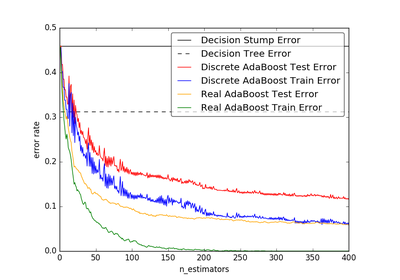 0.5
0.4
0.3
0.2
0.1
0.0
error rate
Decision Stump Error
Decision Tree Error
Discrete AdaBoost Test Error
Discrete AdaBoost Train Error
Real AdaBoost Test Error
Real AdaBoost Train Error
0 50 100 150 200 250 300 350 400
n_estimators